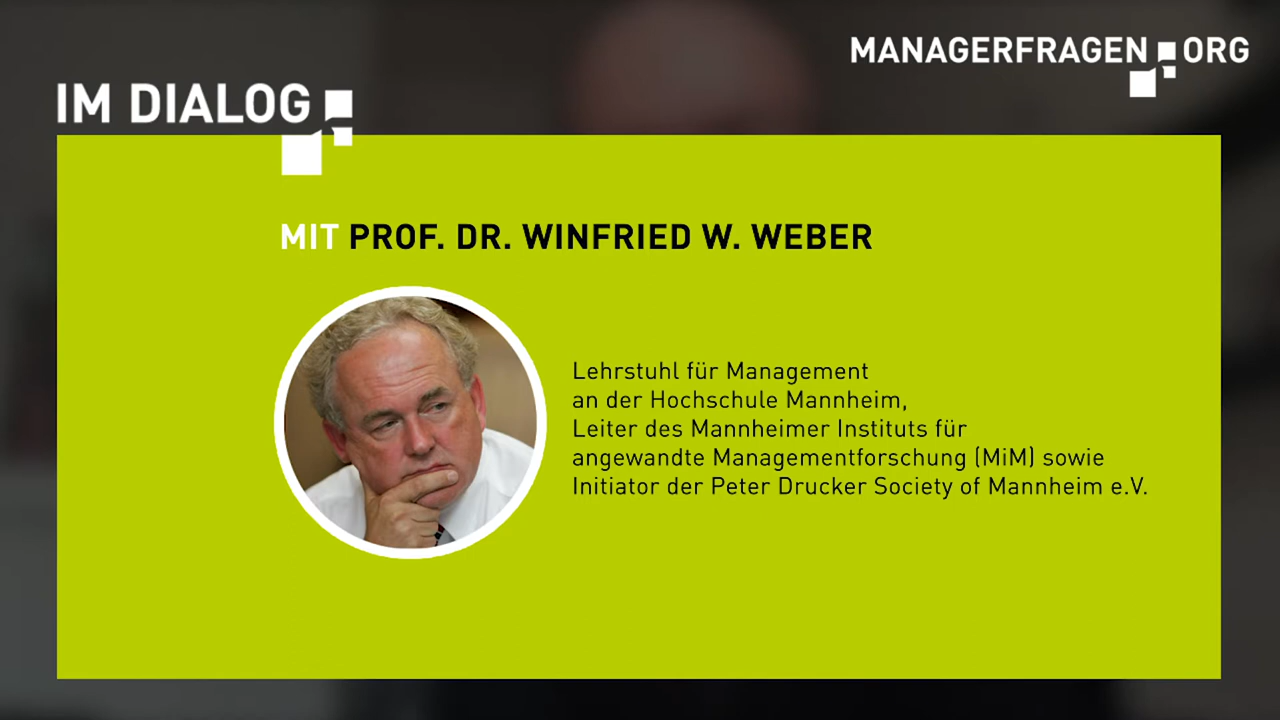 MANAGERFRAGEN.ORG
IM DIALOG
MIT PROF. DR. WINFRIED W. WEBER
Lehrstuhl für Management
an der Hochschule Mannheim,
Leiter des Mannheimer Instituts für
angewandte Managementforschung (MiM) sowie
Initiator der Peter Drucker Society of Mannheim e.V.